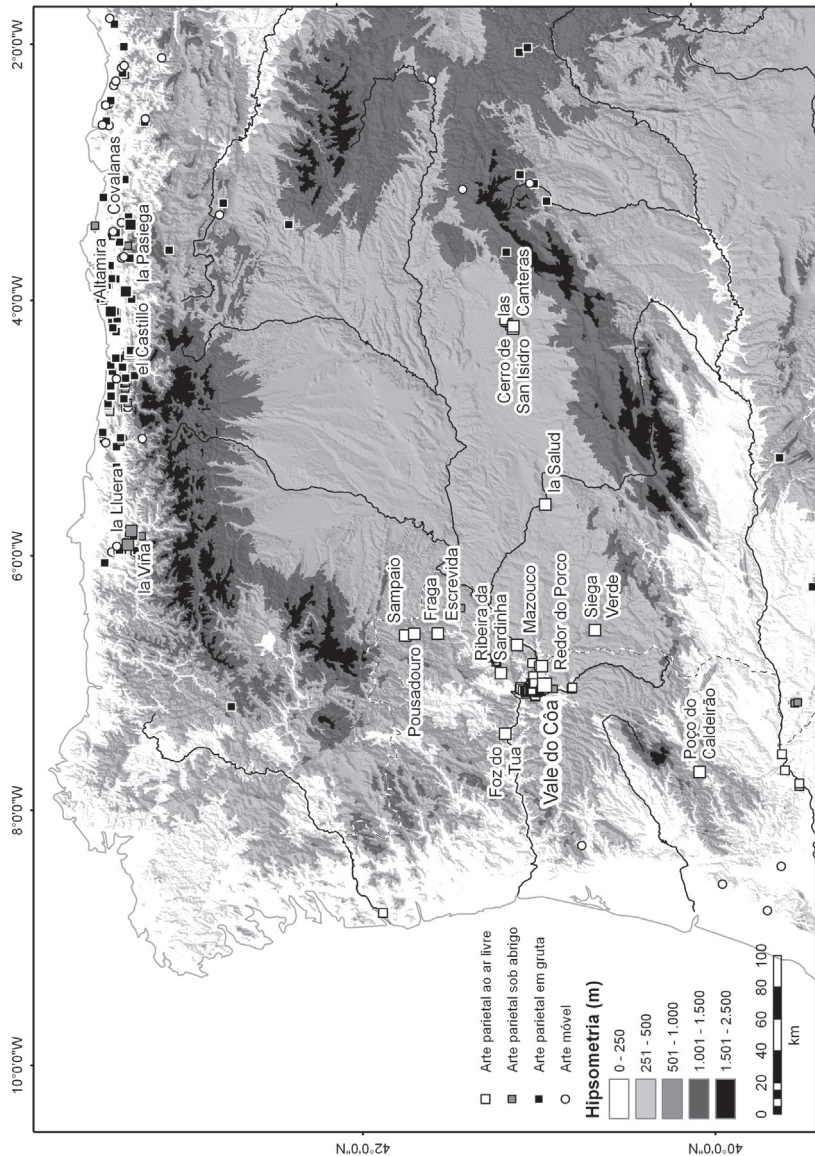 10°0'0"W
8°0'0"W
6°0'0"W
4°0'0"W
2°0'0"W
42°0'0"N
40°0'0"N
la Viña
la Lluera
Altamira
el Castillo
Covalanas
la Pasiega
Sampaio
Pousadouro
Fraga
Escrevida
Ribeira da
Sardinha
Mazouco
Foz do
Tua
Vale do Côa
Redor do Porco
Siega
Verde
Poço do
Caldeirão
la Salud
Cerro de
San Isidro
las
Canteras
Arte parietal ao ar livre
Arte parietal sob abrigo
Arte parietal em gruta
Arte móvel
Hipsometria (m)
0 - 250
251 - 500
501 - 1.000
1.001 - 1.500
1.501 - 2.500
0 10 20 40 60 80 100
km